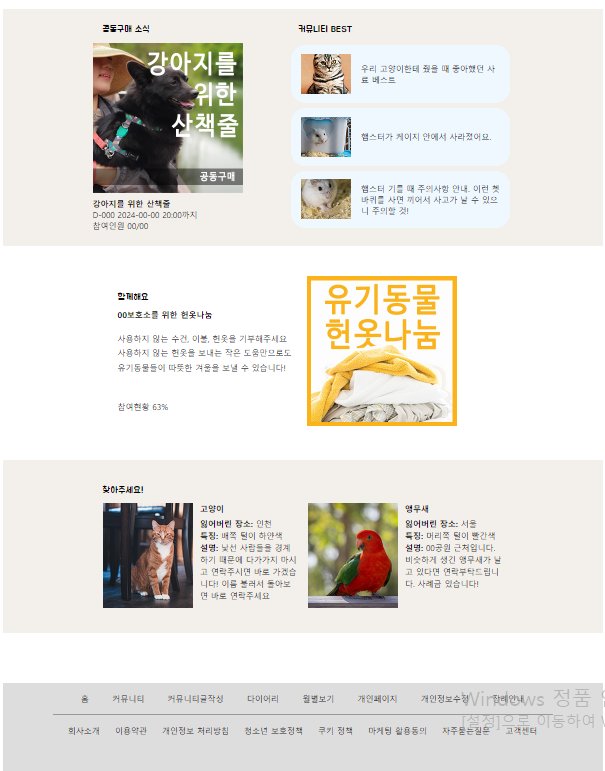 공동구매 소식
강아지를
위한
산책줄
공동구매
강아지를 위한 산책줄
D-000 2024-00-00 20:00까지
참여인원 00/00
커뮤니티 BEST
우리 고양이한테 줬을 때 좋아했던 사
료 베스트
햄스터가 케이지 안에서 사라졌어요.
햄스터 기를 때 주의사항 안내. 이런 쳇
바퀴를 사면 끼어서 사고가 날 수 있으
니 주의할 것!
함께해요
00보호소를 위한 헌옷나눔
사용하지 않는 수건, 이불, 헌옷을 기부해주세요
사용하지 않는 헌옷을 보내는 작은 도움만으로도
유기동물들이 따뜻한 겨울을 보낼 수 있습니다!
참여현황 63%
유기동물
헌옷나눔
찾아주세요!
고양이
잃어버린 장소: 인천
특징: 배쪽 털이 하얀색
설명: 낯선 사람들을 경계
하기 때문에 다가가지 마시
고 연락주시면 바로 가겠습
니다! 이름 불러서 돌아보
면 바로 연락주세요
앵무새
잃어버린 장소: 서울
특징: 머리쪽 털이 빨간색
설명: 00공원 근처입니다.
비슷하게 생긴 앵무새가 날
고 있다면 연락부탁드립니
다. 사례금 있습니다!
홈 커뮤니티 커뮤니티글작성 다이어리 월별보기 개인페이지 개인정보수정 장례안내
회사소개 이용약관 개인정보 처리방침 청소년 보호정책 쿠키 정책 마케팅 활용동의 자주묻는질문 고객센터
Windows 정품
[설정]으로 이동하여